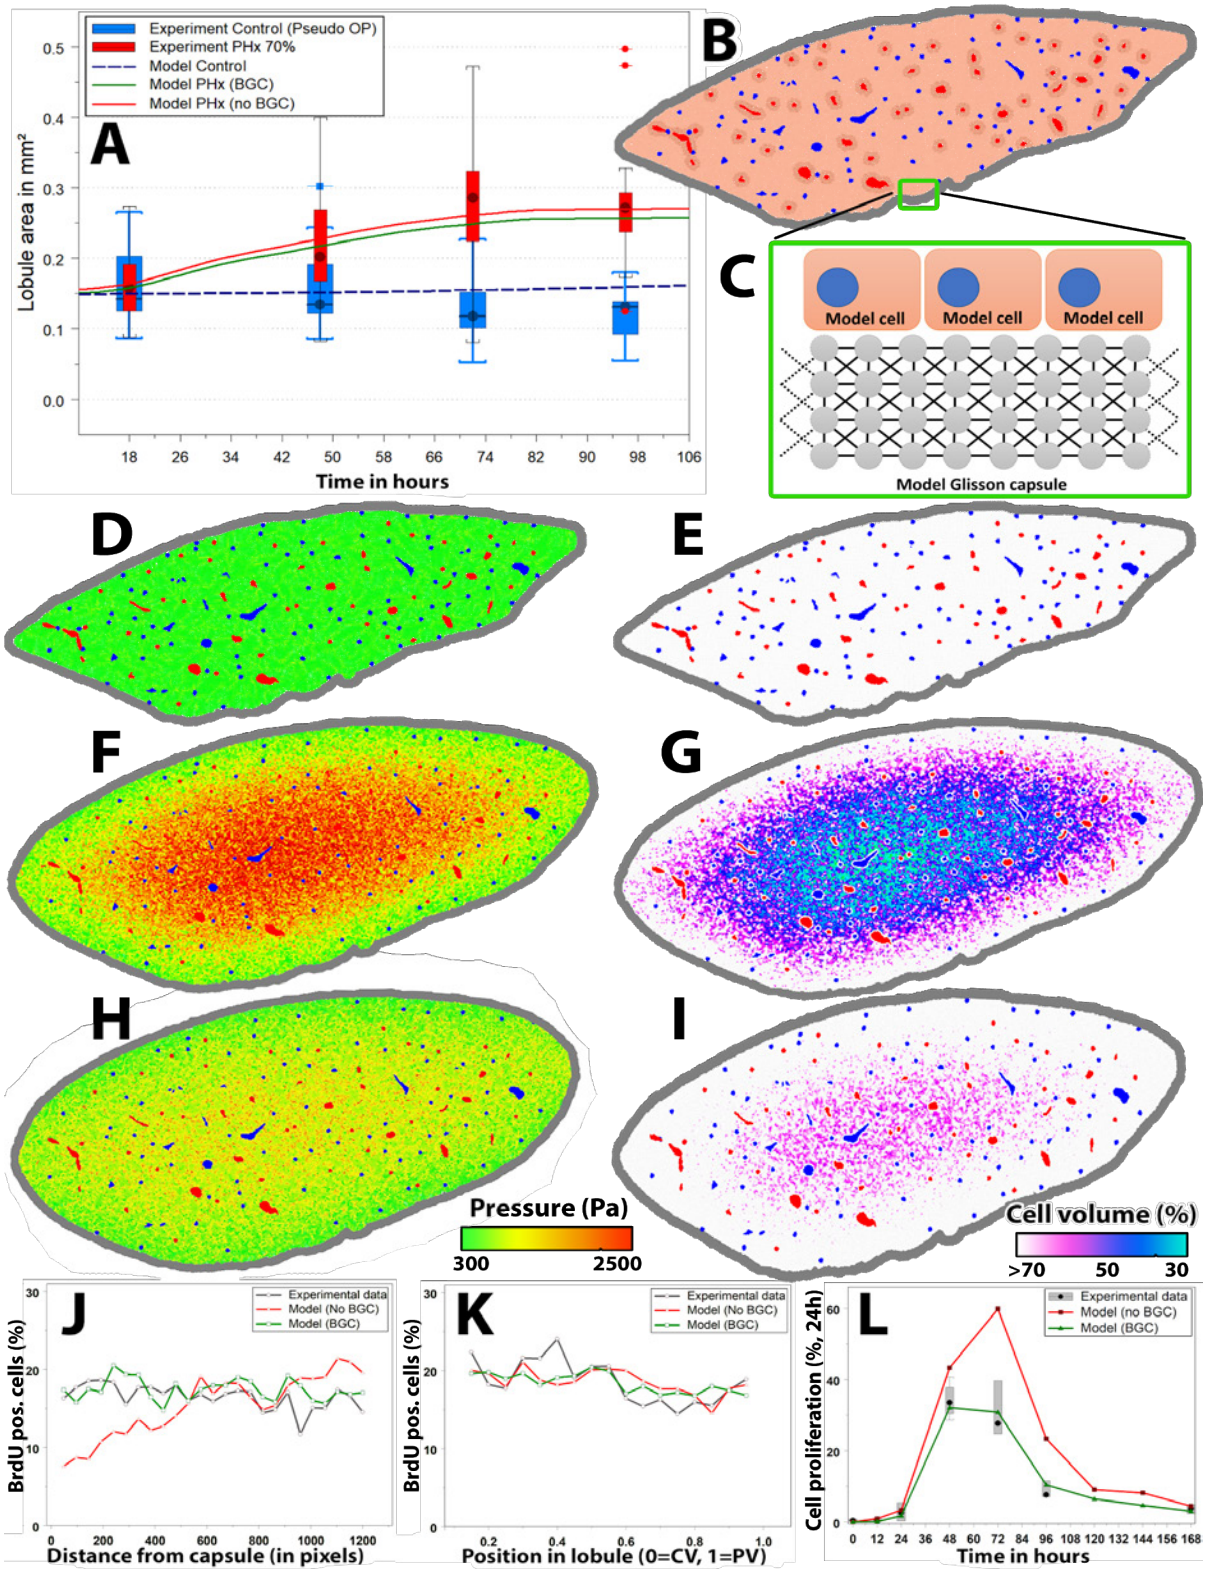 Experiment Control (Pseudo OP)
Experiment PHx 70%
Model Control
Model PHx (BGC)
Model PHx (no BGC)
A
Lobule area in mm²
0.5
0.4
0.3
0.2
0.1
0.0
18 26 34 42 50 58 66 74 82 90 98 106
Time in hours
B
C
Model cell
Model cell
Model cell
Model Glisson capsule
D
E
F
G
H
I
Pressure (Pa)
300 2500
Cell volume (%)
>70 50 30
J
Experimental data
Model (No BGC)
Model (BGC)
BrdU pos. cells (%)
30
20
10
0
0 200 400 600 800 1000 1200
Distance from capsule (in pixels)
K
Experimental data
Model (No BGC)
Model (BGC)
BrdU pos. cells (%)
30
20
10
0
0.2 0.4 0.6 0.8 1.0
Position in lobule (0=CV, 1=PV)
L
Experimental data
Model (no BGC)
Model (BGC)
Cell proliferation (%, 24h)
60
40
20
0
0 12 24 36 48 60 72 84 96 108 120 132 144 156 168
Time in hours